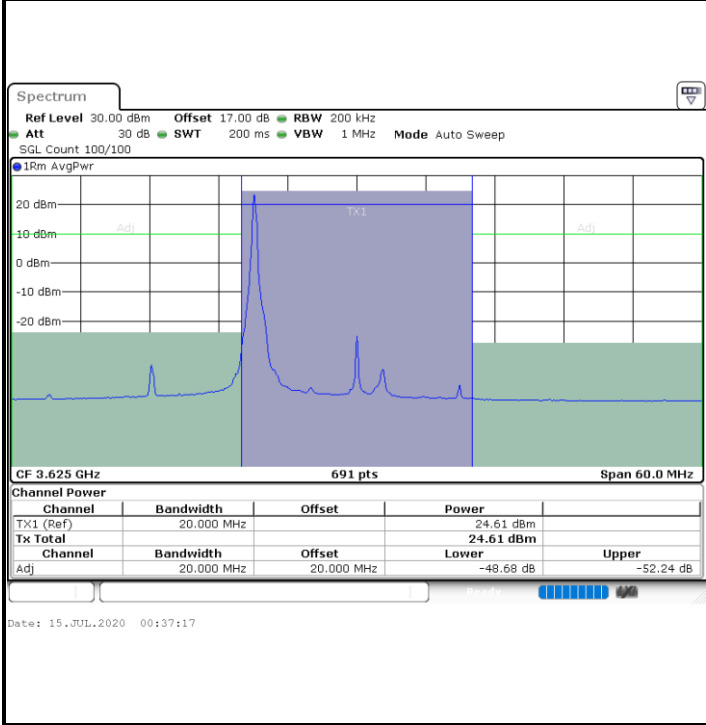 Spectrum
Ref Level 30.00 dBm Offset 17.00 dB RBW 200 kHz
Att 30 dB SWT 200 ms VBW 1 MHz Mode Auto Sweep
SGL Count 100/100
1Rm AvgPwr
20 dBm
TX1
Adj
Adj
10 dBm
0 dBm
-10 dBm
-20 dBm
CF 3.625 GHz 691 pts Span 60.0 MHz
Channel Power
Channel Bandwidth Offset Power
TX1 (Ref) 20.000 MHz 24.61 dBm
Tx Total 24.61 dBm
Channel Bandwidth Offset Lower Upper
Adj 20.000 MHz 20.000 MHz -48.68 dB -52.24 dB
Ready
Date: 15.JUL.2020 00:37:17